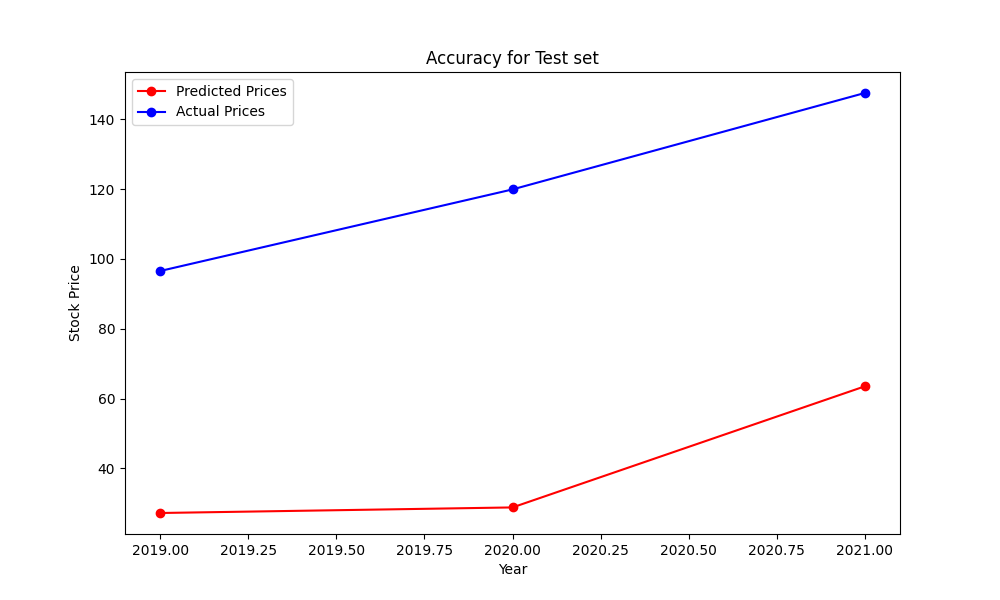 Accuracy for Test set
Predicted Prices
Actual Prices
Stock Price
140
120
100
80
60
40
2019.00 2019.25 2019.50 2019.75 2020.00 2020.25 2020.50 2020.75 2021.00
Year